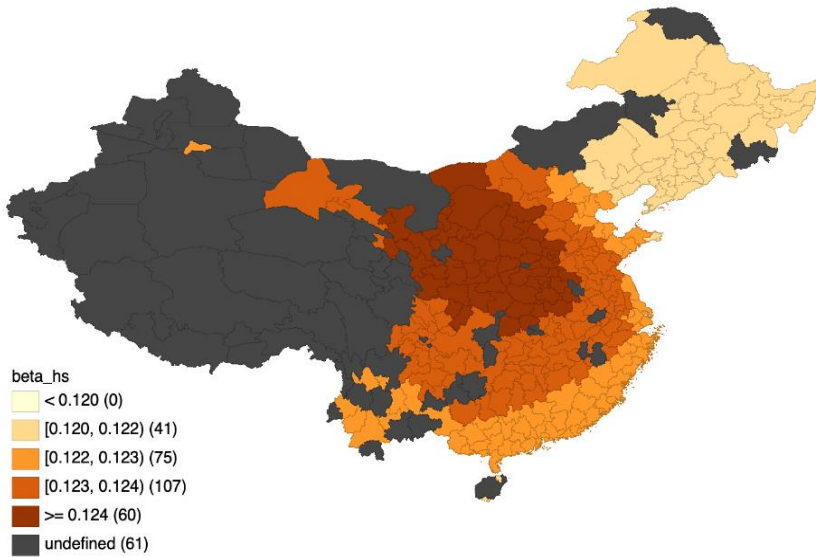 beta_hs
< 0.120 (0)
[0.120, 0.122) (41)
[0.122, 0.123) (75)
[0.123, 0.124) (107)
>= 0.124 (60)
undefined (61)